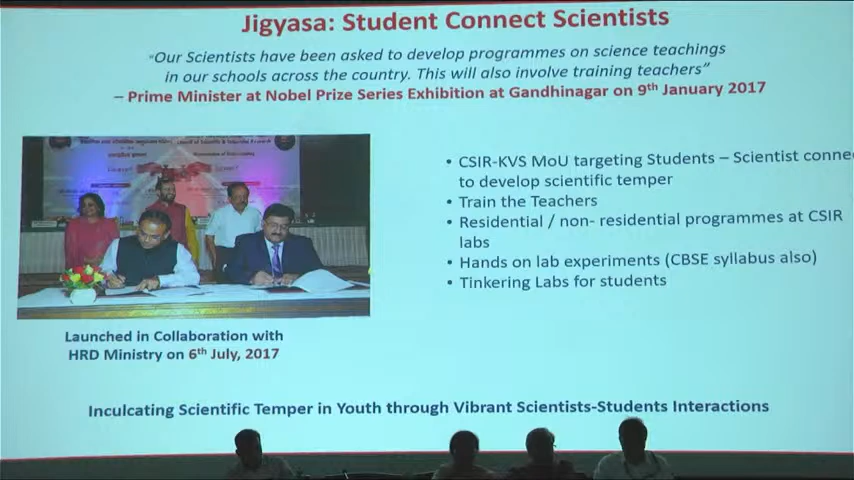 Jigyasa: Student Connect Scientists
“Our Scientists have been asked to develop programmes on science teachings
in our schools across the country. This will also involve training teachers”
– Prime Minister at Nobel Prize Series Exhibition at Gandhinagar on 9th January 2017
• CSIR-KVS MoU targeting Students – Scientist conne
to develop scientific temper
• Train the Teachers
• Residential / non- residential programmes at CSIR
labs
• Hands on lab experiments (CBSE syllabus also)
• Tinkering Labs for students
Launched in Collaboration with
HRD Ministry on 6th July, 2017
Inculcating Scientific Temper in Youth through Vibrant Scientists-Students Interactions